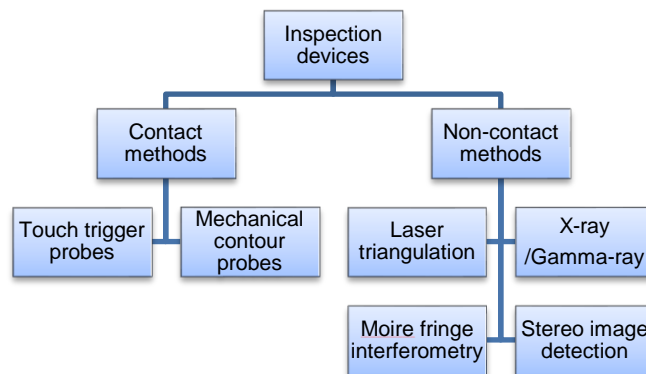 Inspection
devices
Contact
methods
Non-contact
methods
Touch trigger
probes
Mechanical
contour
probes
Laser
triangulation
X-ray
/Gamma-ray
Moire fringe
interferometry
Stereo image
detection